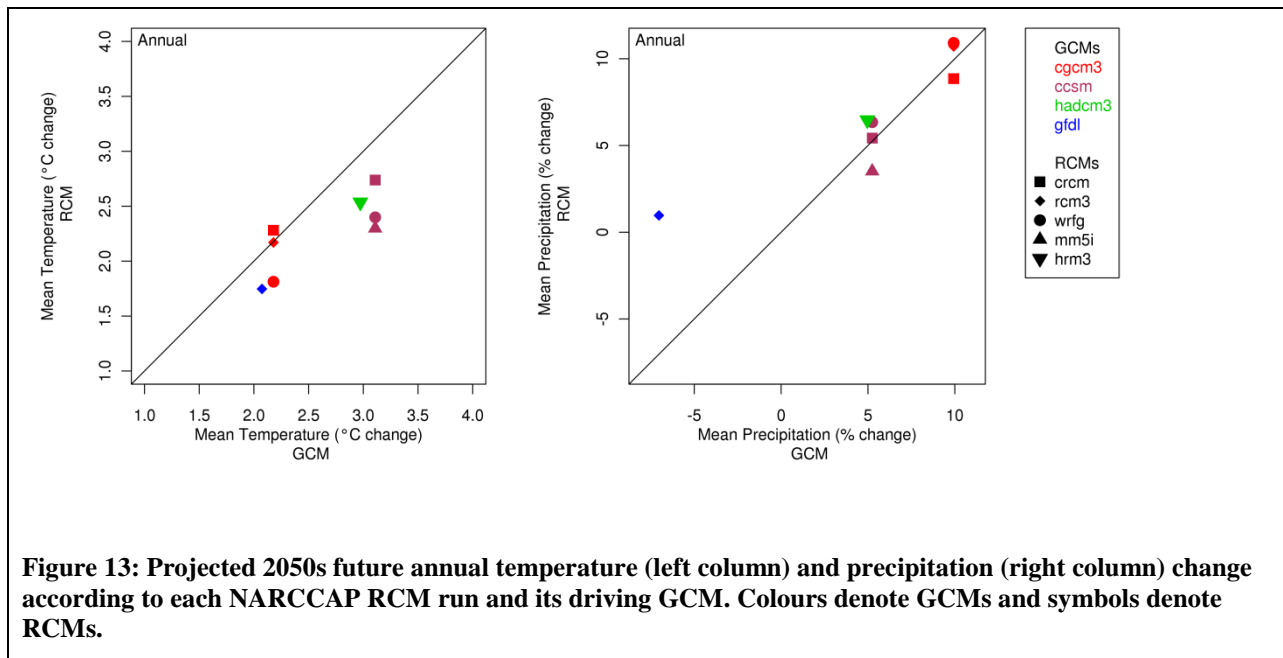 Annual
4.0
3.5
3.0
2.5
2.0
1.5
1.0
Mean Temperature (°C change)
RCM
1.0 2.0 2.5 3.0 3.5 4.0
Mean Temperature (°C change)
GCM
Annual
10
5
0
-5
Mean Precipitation (% change)
RCM
-5 0 5 10
Mean Precipitation (% change)
GCM
GCMs
cgcm3
ccsm
hadcm3
gfdl
RCMs
crcm
rcm3
wrfg
mm5i
hrm3
Figure 13: Projected 2050s future annual temperature (left column) and precipitation (right column) change
according to each NARCCAP RCM run and its driving GCM. Colours denote GCMs and symbols denote
RCMs.